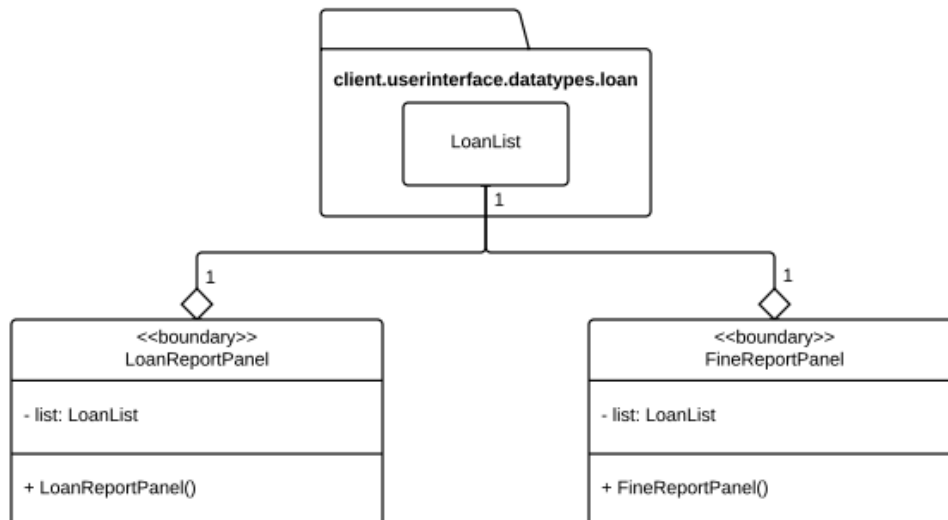 client.userinterface.datatypes.loan
LoanList
1
1
1
<<boundary>>
LoanReportPanel
- list: LoanList
+ LoanReportPanel()
<<boundary>>
FineReportPanel
- list: LoanList
+ FineReportPanel()